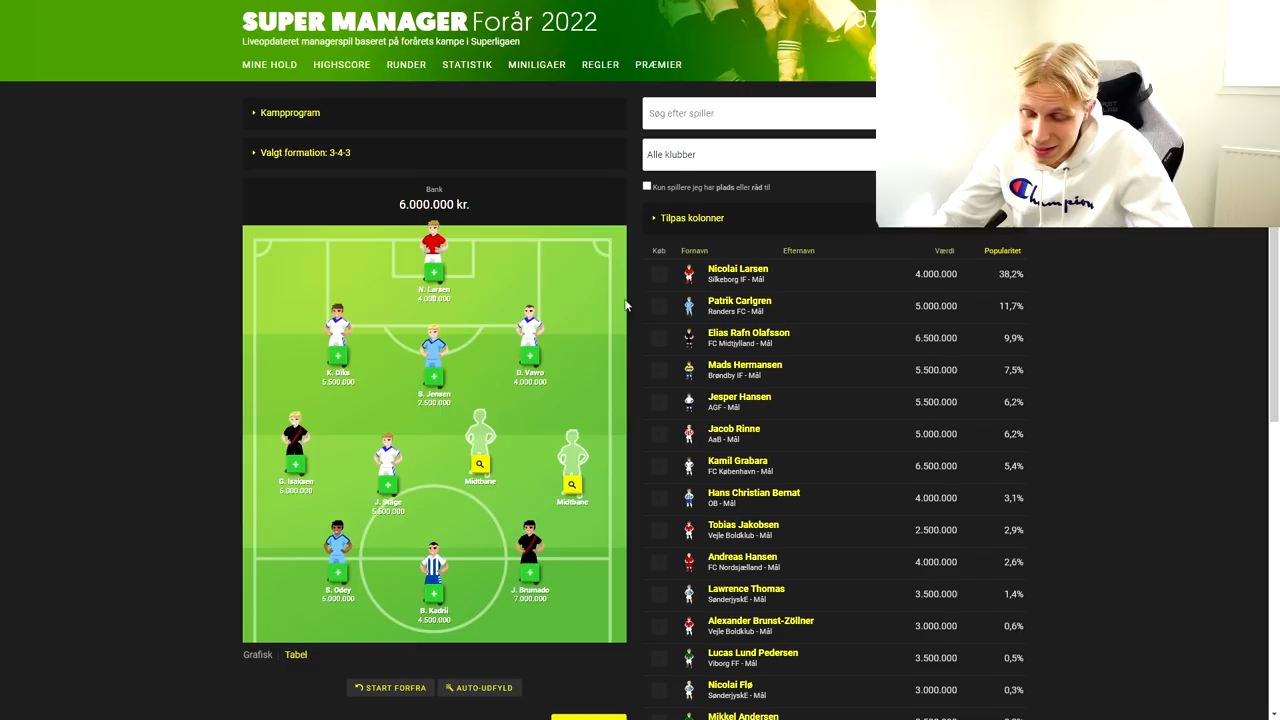 SUPER MANAGER Forår 2022
Liveopdateret managerspil baseret på forårets kampe i Superligaen
07
MINE HOLD HIGHSCORE RUNDER STATISTIK MINILIGAER REGLER PRÆMIER
Kampprogram
Valgt formation: 3-4-3
Bank
6.000.000 kr.
N. Larsen
4.000.000
K. Diks
5.500.000
D. Vavro
4.000.000
S. Jensen
2.500.000
G. Isaksen
6.000.000
J. Stage
5.500.000
Midtbane
Midtbane
S. Odey
5.000.000
B. Kadrii
4.500.000
J. Brumado
7.000.000
Grafisk Tabel
START FORFRA AUTO-UDFYLD
Søg efter spiller
Alle klubber
Kun spillere jeg har plads eller råd til
Tilpas kolonner
Køb Fornavn Efternavn Værdi Popularitet
Nicolai Larsen 4.000.000 38,2%
Silkeborg IF - Mål
Patrik Carlgren 5.000.000 11,7%
Randers FC - Mål
Elias Rafn Olafsson 6.500.000 9,9%
FC Midtjylland - Mål
Mads Hermansen 5.500.000 7,5%
Brøndby IF - Mål
Jesper Hansen 5.500.000 6,2%
AGF - Mål
Jacob Rinne 5.000.000 6,2%
AaB - Mål
Kamil Grabara 6.500.000 5,4%
FC København - Mål
Hans Christian Bernat 4.000.000 3,1%
OB - Mål
Tobias Jakobsen 2.500.000 2,9%
Vejle Boldklub - Mål
Andreas Hansen 4.000.000 2,6%
FC Nordsjælland - Mål
Lawrence Thomas 3.500.000 1,4%
SønderjyskE - Mål
Alexander Brunst-Zöllner 3.000.000 0,6%
Vejle Boldklub - Mål
Lucas Lund Pedersen 3.500.000 0,5%
Viborg FF - Mål
Nicolai Flø 3.000.000 0,3%
SønderjyskE - Mål
Mikkel Andersen
Champion